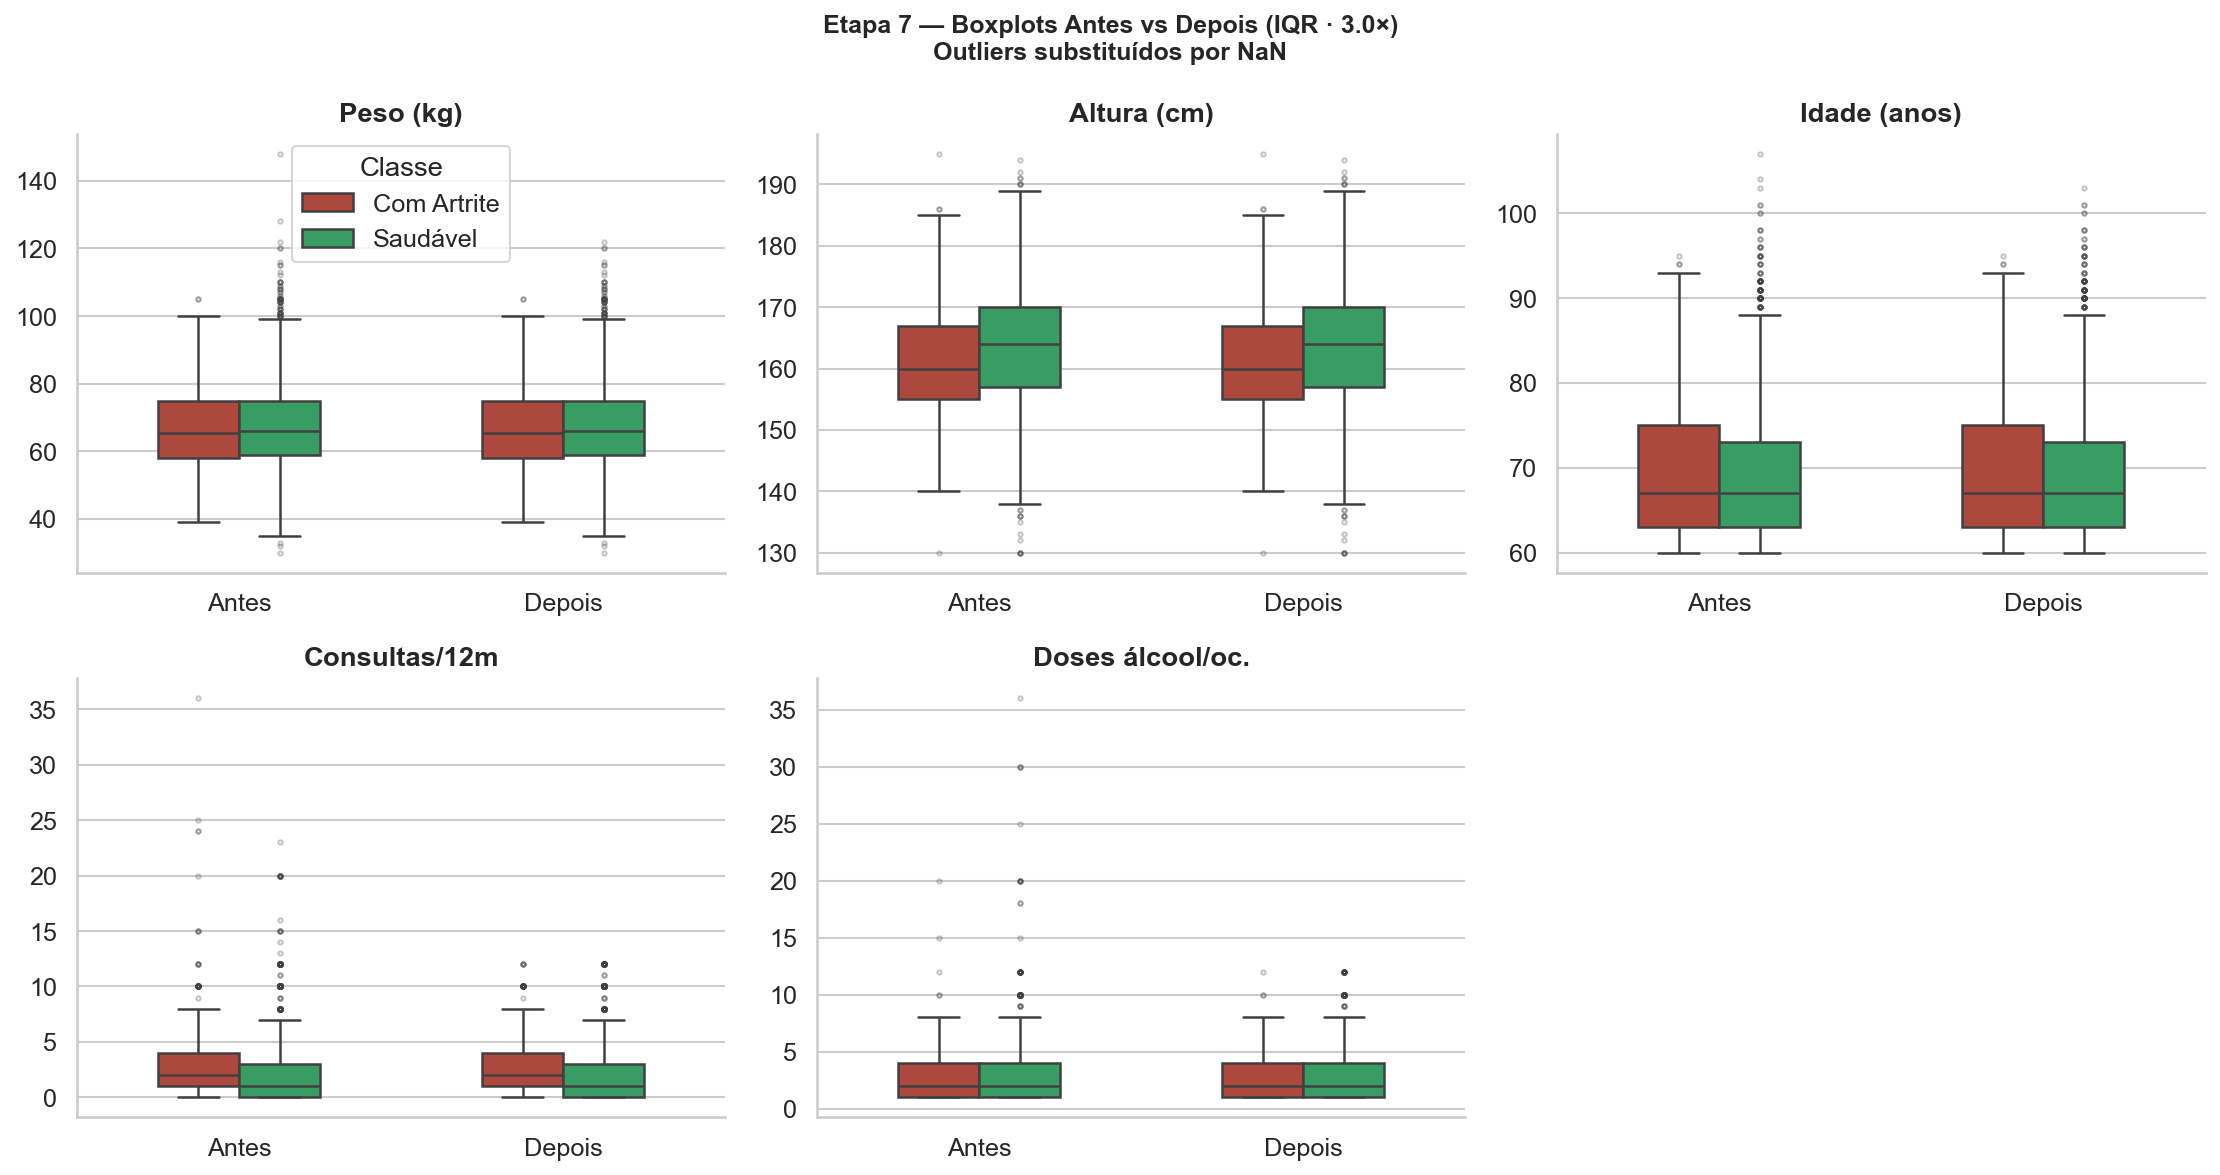 Etapa 7 — Boxplots Antes vs Depois (IQR · 3.0×)
Outliers substituídos por NaN
Peso (kg)
140
120
100
80
60
40
Classe
Com Artrite
Saudável
Antes
Depois
Altura (cm)
190
180
170
160
150
140
130
Antes
Depois
Idade (anos)
100
90
80
70
60
Antes
Depois
Consultas/12m
35
30
25
20
15
10
5
0
Antes
Depois
Doses álcool/oc.
35
30
25
20
15
10
5
0
Antes
Depois